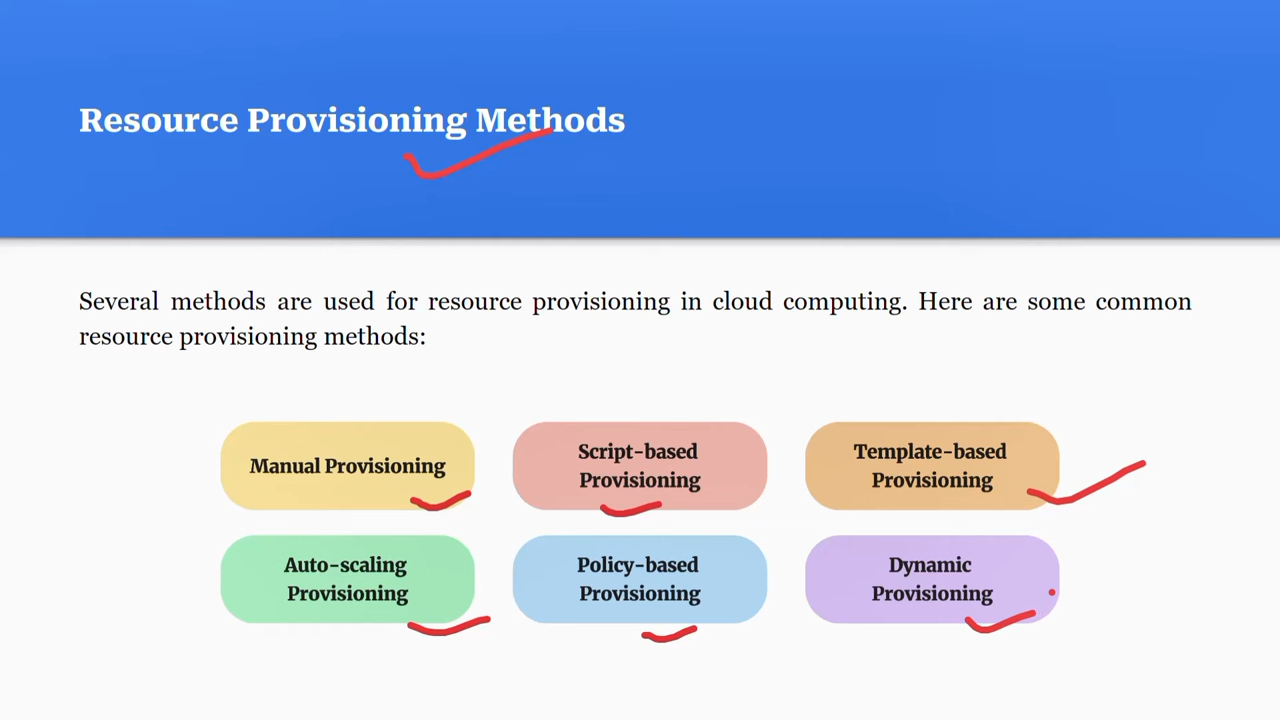 Resource Provisioning Methods
Several methods are used for resource provisioning in cloud computing. Here are some common
resource provisioning methods:
Manual Provisioning
Script-based
Provisioning
Template-based
Provisioning
Auto-scaling
Provisioning
Policy-based
Provisioning
Dynamic
Provisioning